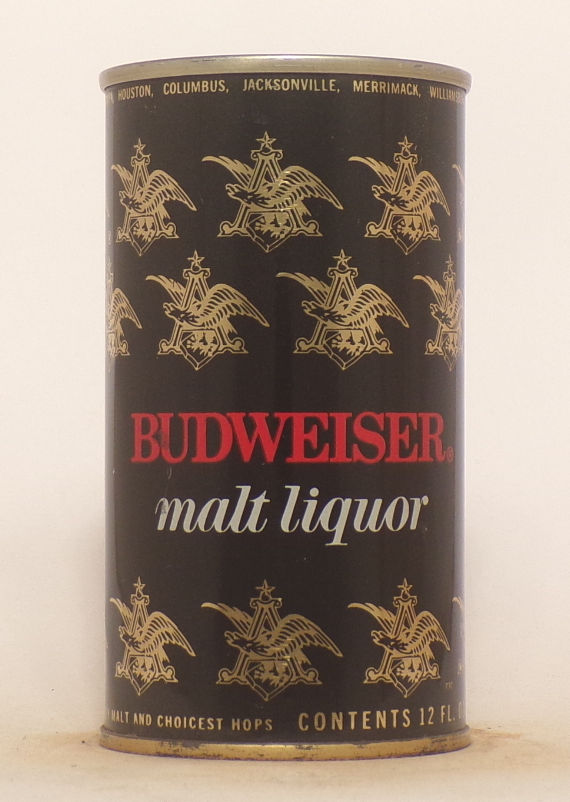 HOUSTON, COLUMBUS, JACKSONVILLE, MERRIMACK,
BUDWEISER®
malt liquor
MALT AND CHOICEST HOPS CONTENTS 12 FL.